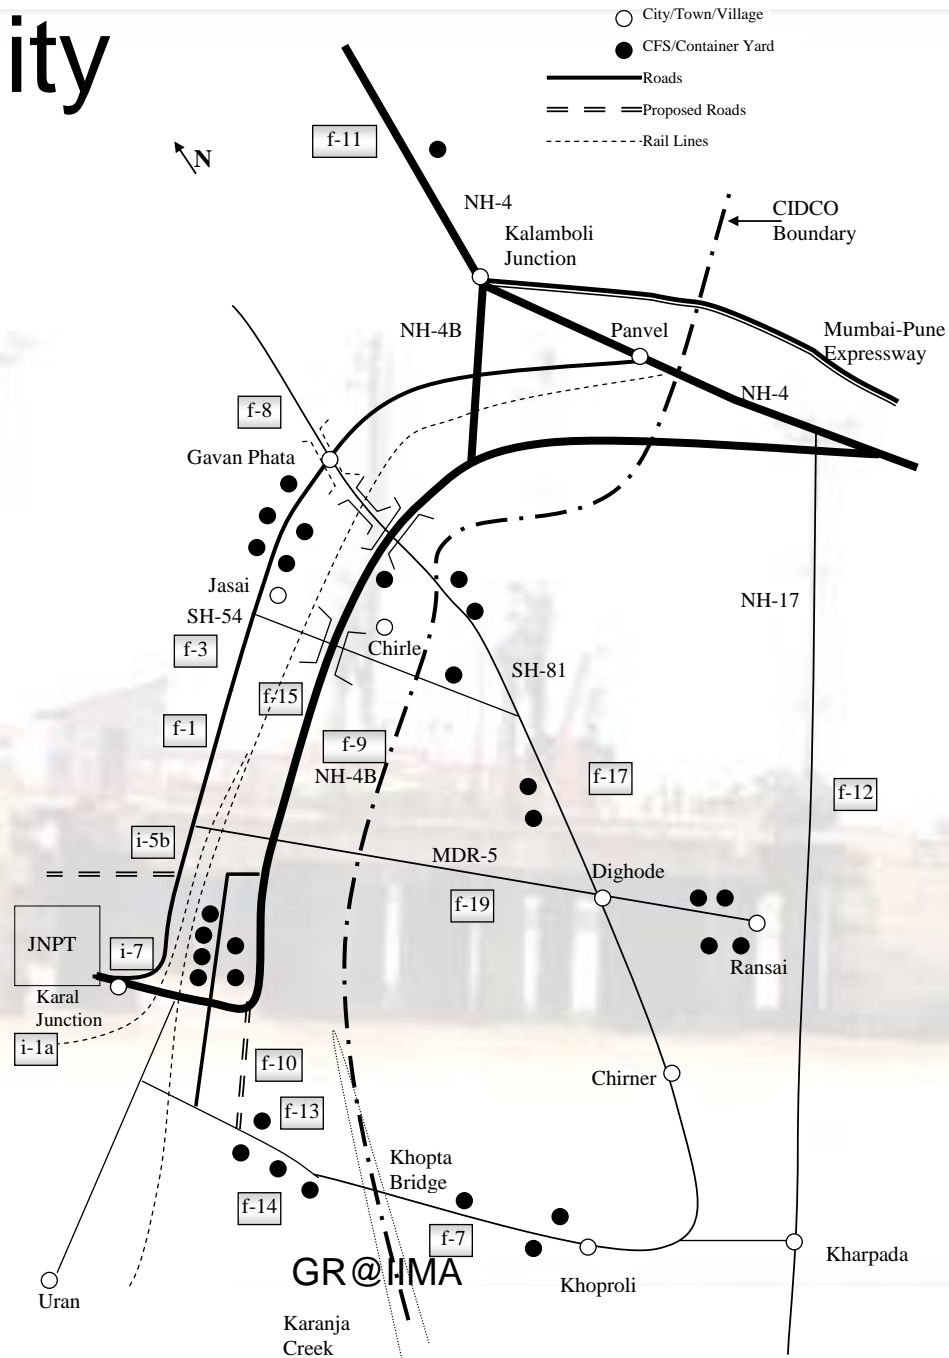 ity
City/Town/Village
CFS/Container Yard
Roads
Proposed Roads
Rail Lines
f-11
N
NH-4
CIDCO
Boundary
Kalamboli
Junction
NH-4B
Panvel
Mumbai-Pune
Expressway
NH-4
f-8
Gavan Phata
Jasai
SH-54
NH-17
f-3
Chirle
SH-81
f-15
f-1
f-9
NH-4B
f-17
f-12
i-5b
MDR-5
Dighode
f-19
JNPT
i-7
Ransai
Karal
Junction
i-1a
f-10
Chirner
f-13
Khopta
Bridge
f-14
f-7
Kharpada
GR@IIMA
Khoproli
Uran
Karanja
Creek